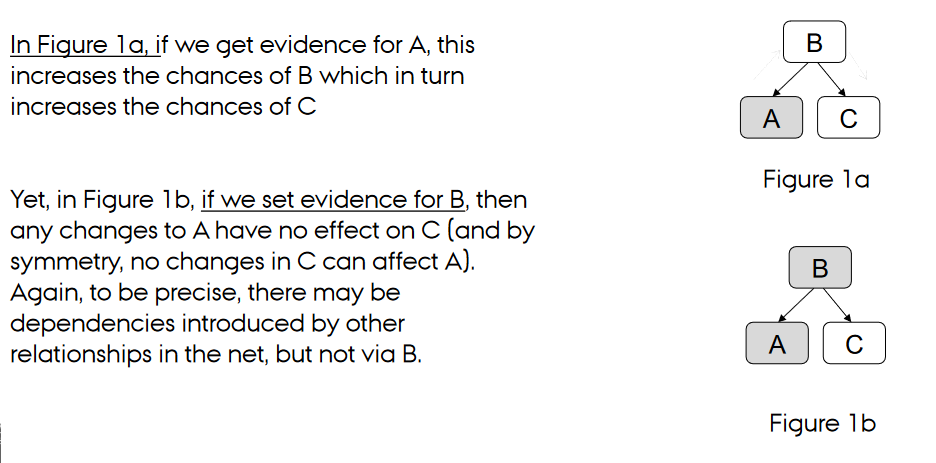 In Figure 1a, if we get evidence for A, this
increases the chances of B which in turn
increases the chances of C
B
A
C
Figure 1a
Yet, in Figure 1b, if we set evidence for B, then
any changes to A have no effect on C (and by
symmetry, no changes in C can affect A).
Again, to be precise, there may be
dependencies introduced by other
relationships in the net, but not via B.
B
A
C
Figure 1b